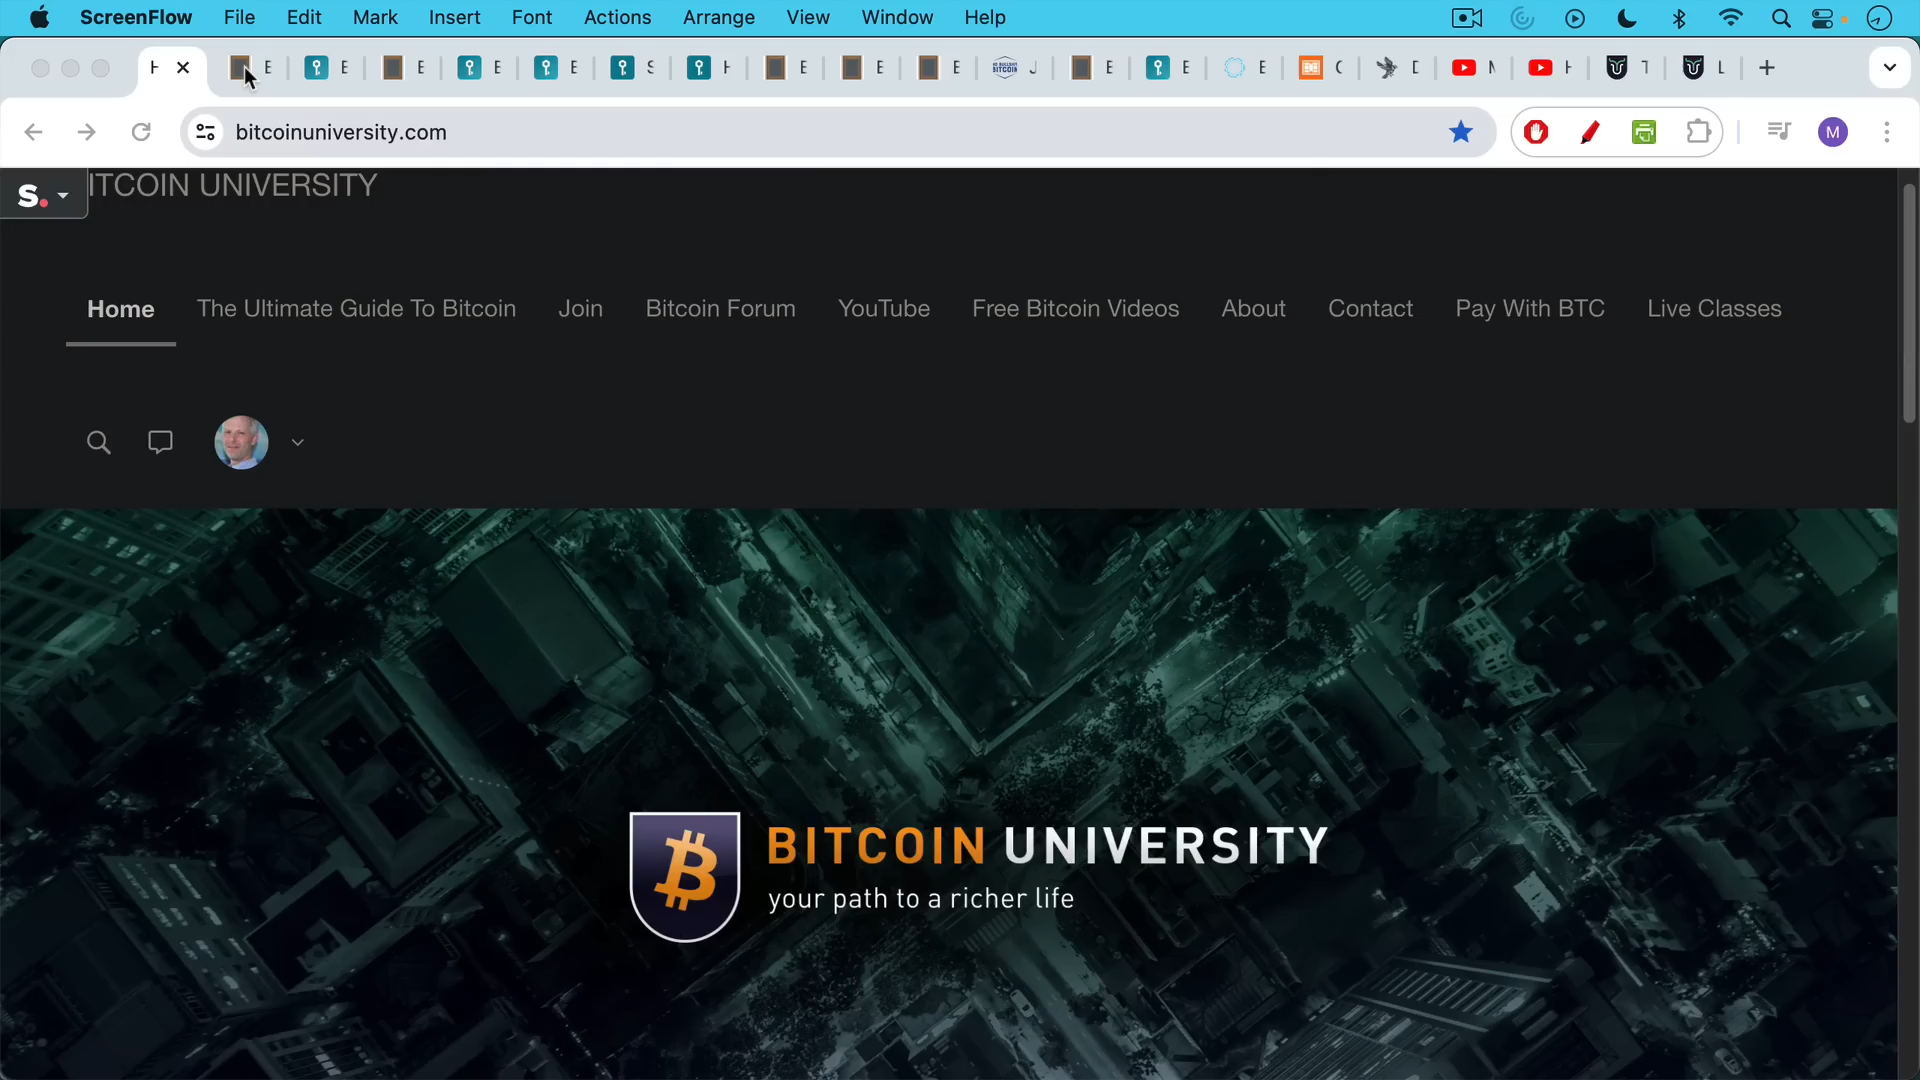 ScreenFlow File Edit Mark Insert Font Actions Arrange View Window Help
bitcoinuniversity.com
M
S.
ITCOIN UNIVERSITY
Home The Ultimate Guide To Bitcoin Join Bitcoin Forum YouTube Free Bitcoin Videos About Contact Pay With BTC Live Classes
BITCOIN UNIVERSITY
your path to a richer life